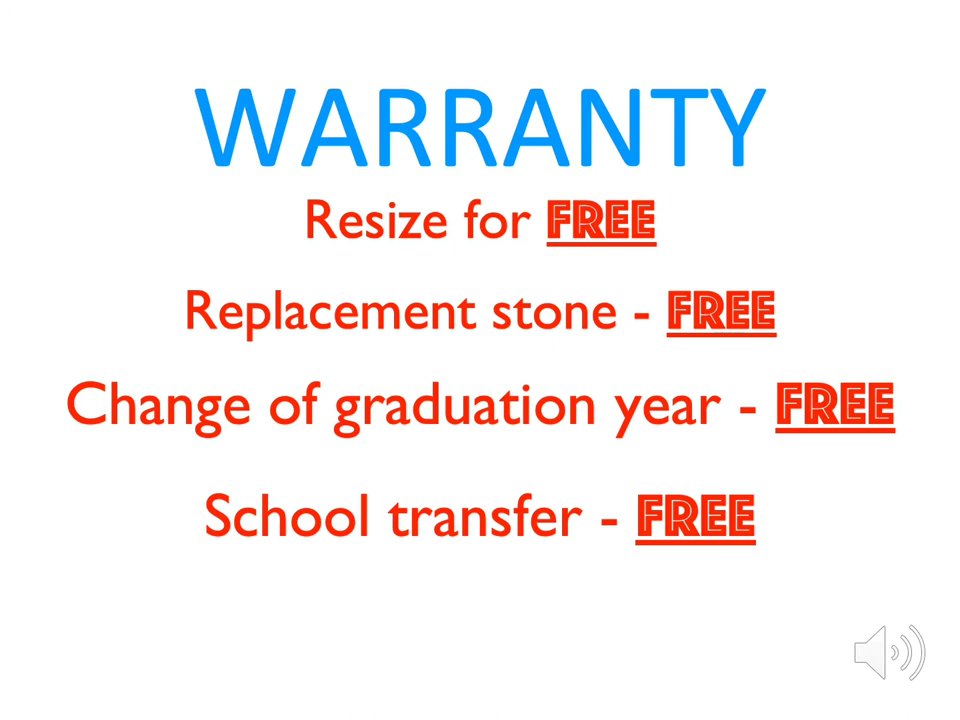 WARRANTY
Resize for FREE
Replacement stone - FREE
Change of graduation year - FREE
School transfer - FREE